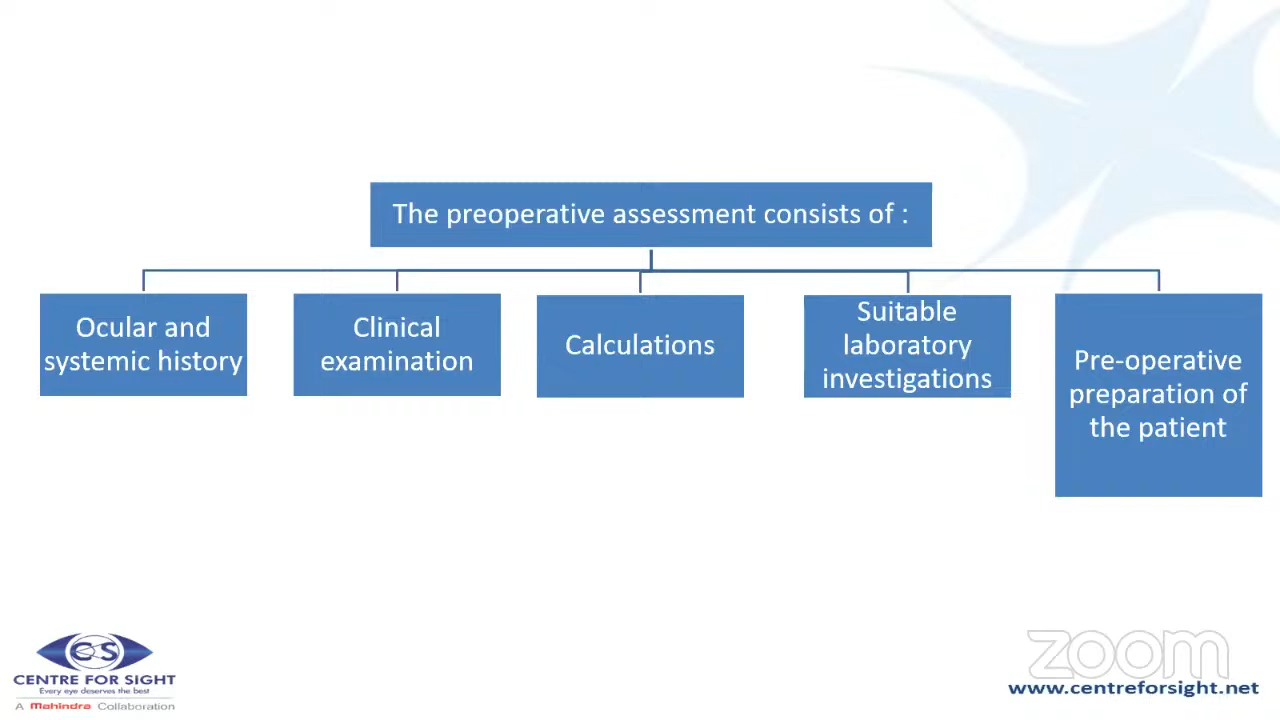 The preoperative assessment consists of :
Ocular and
systemic history
Clinical
examination
Calculations
Suitable
laboratory
investigations
Pre-operative
preparation of
the patient
CS
CENTRE FOR SIGHT
Every eye deserves the best
A Mahindra Collaboration
zoom
www.centreforsight.net